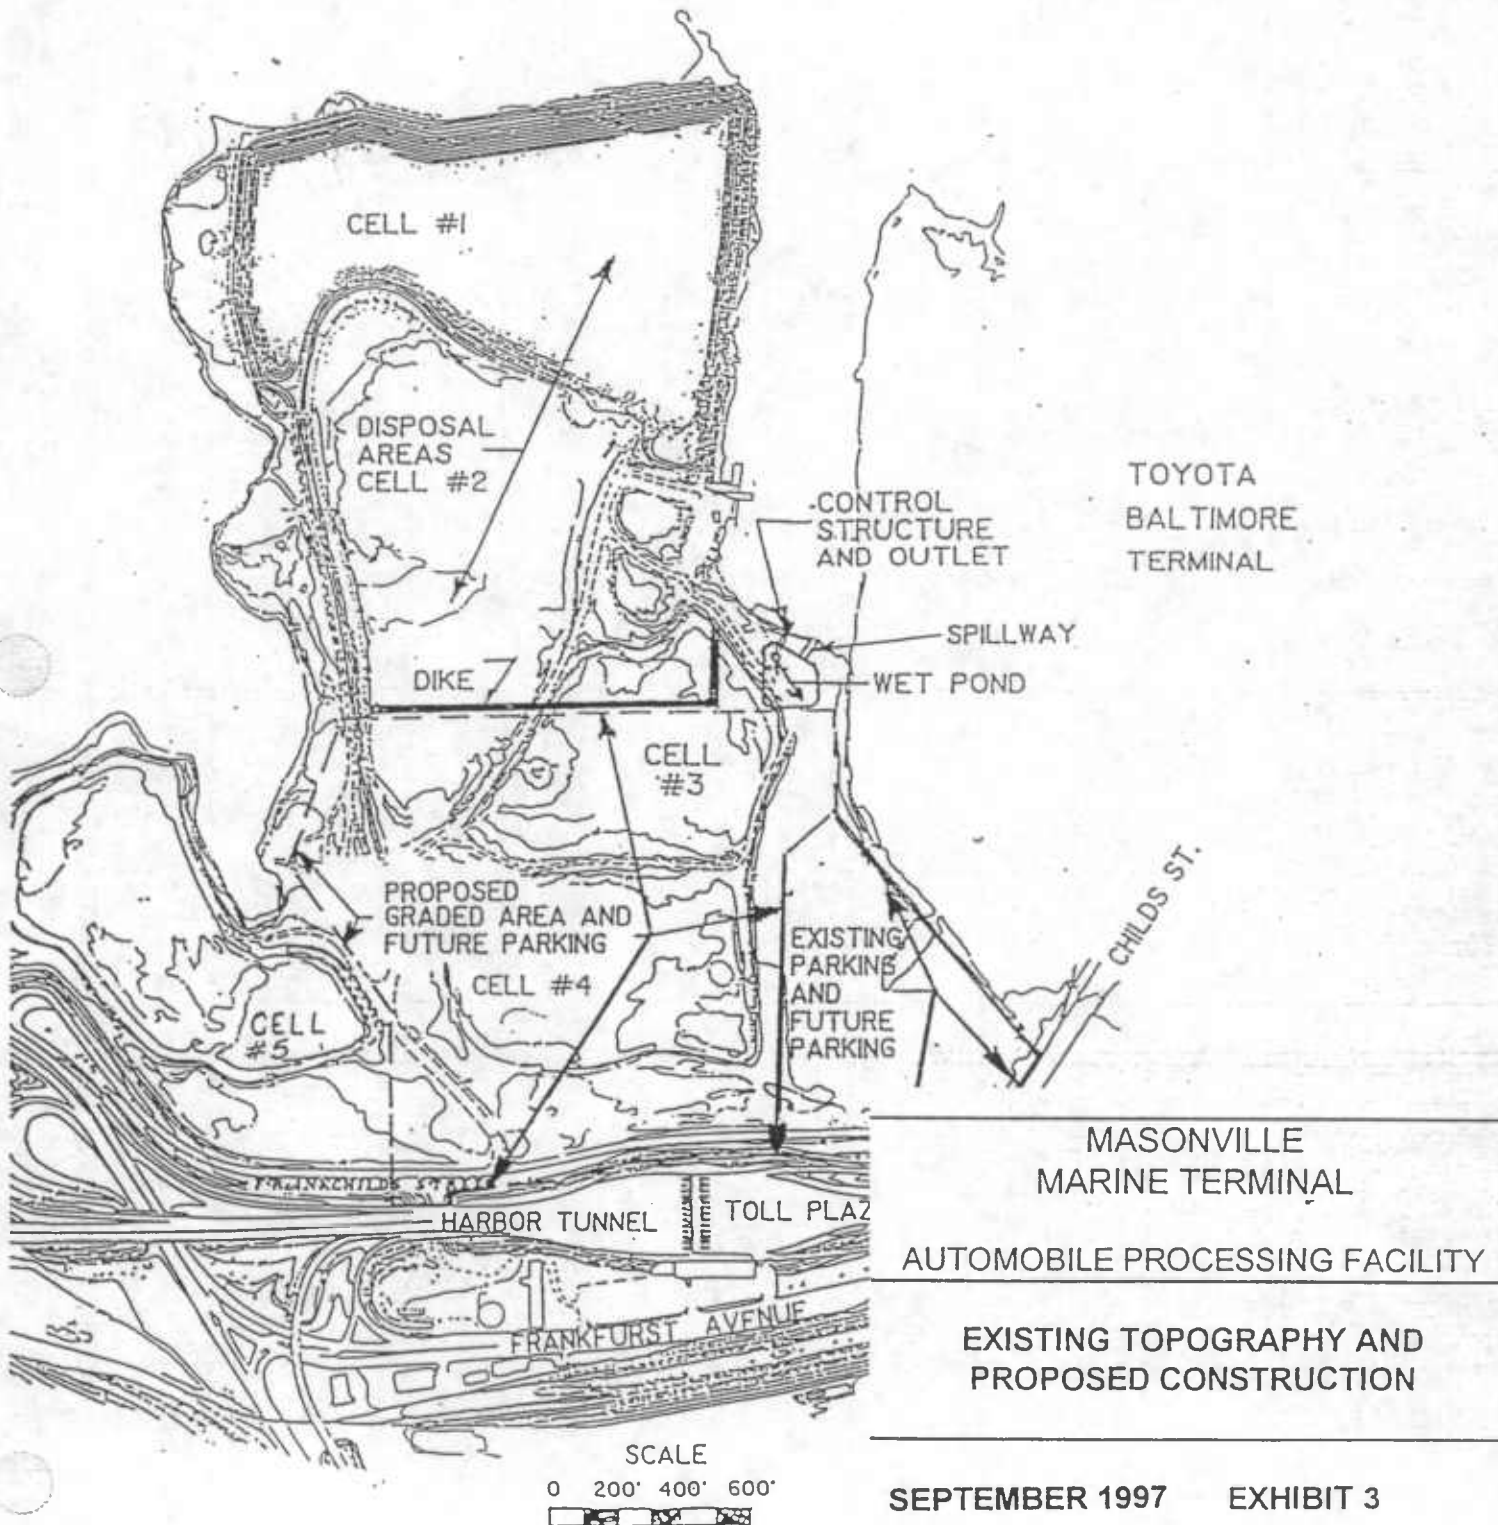 CELL #1
DISPOSAL
AREAS
CELL #2
CONTROL
STRUCTURE
AND OUTLET
TOYOTA
BALTIMORE
TERMINAL
SPILLWAY
DIKE
WET POND
CELL
#3
CHILDS ST.
PROPOSED
GRADED AREA AND
FUTURE PARKING
EXISTING
PARKING
AND
FUTURE
PARKING
CELL #4
CELL
#5
HARBOR TUNNEL
TOLL PLAZ
FRANKFURST AVENUE
MASONVILLE
MARINE TERMINAL
AUTOMOBILE PROCESSING FACILITY
EXISTING TOPOGRAPHY AND
PROPOSED CONSTRUCTION
SCALE
0 200' 400' 600'
SEPTEMBER 1997 EXHIBIT 3